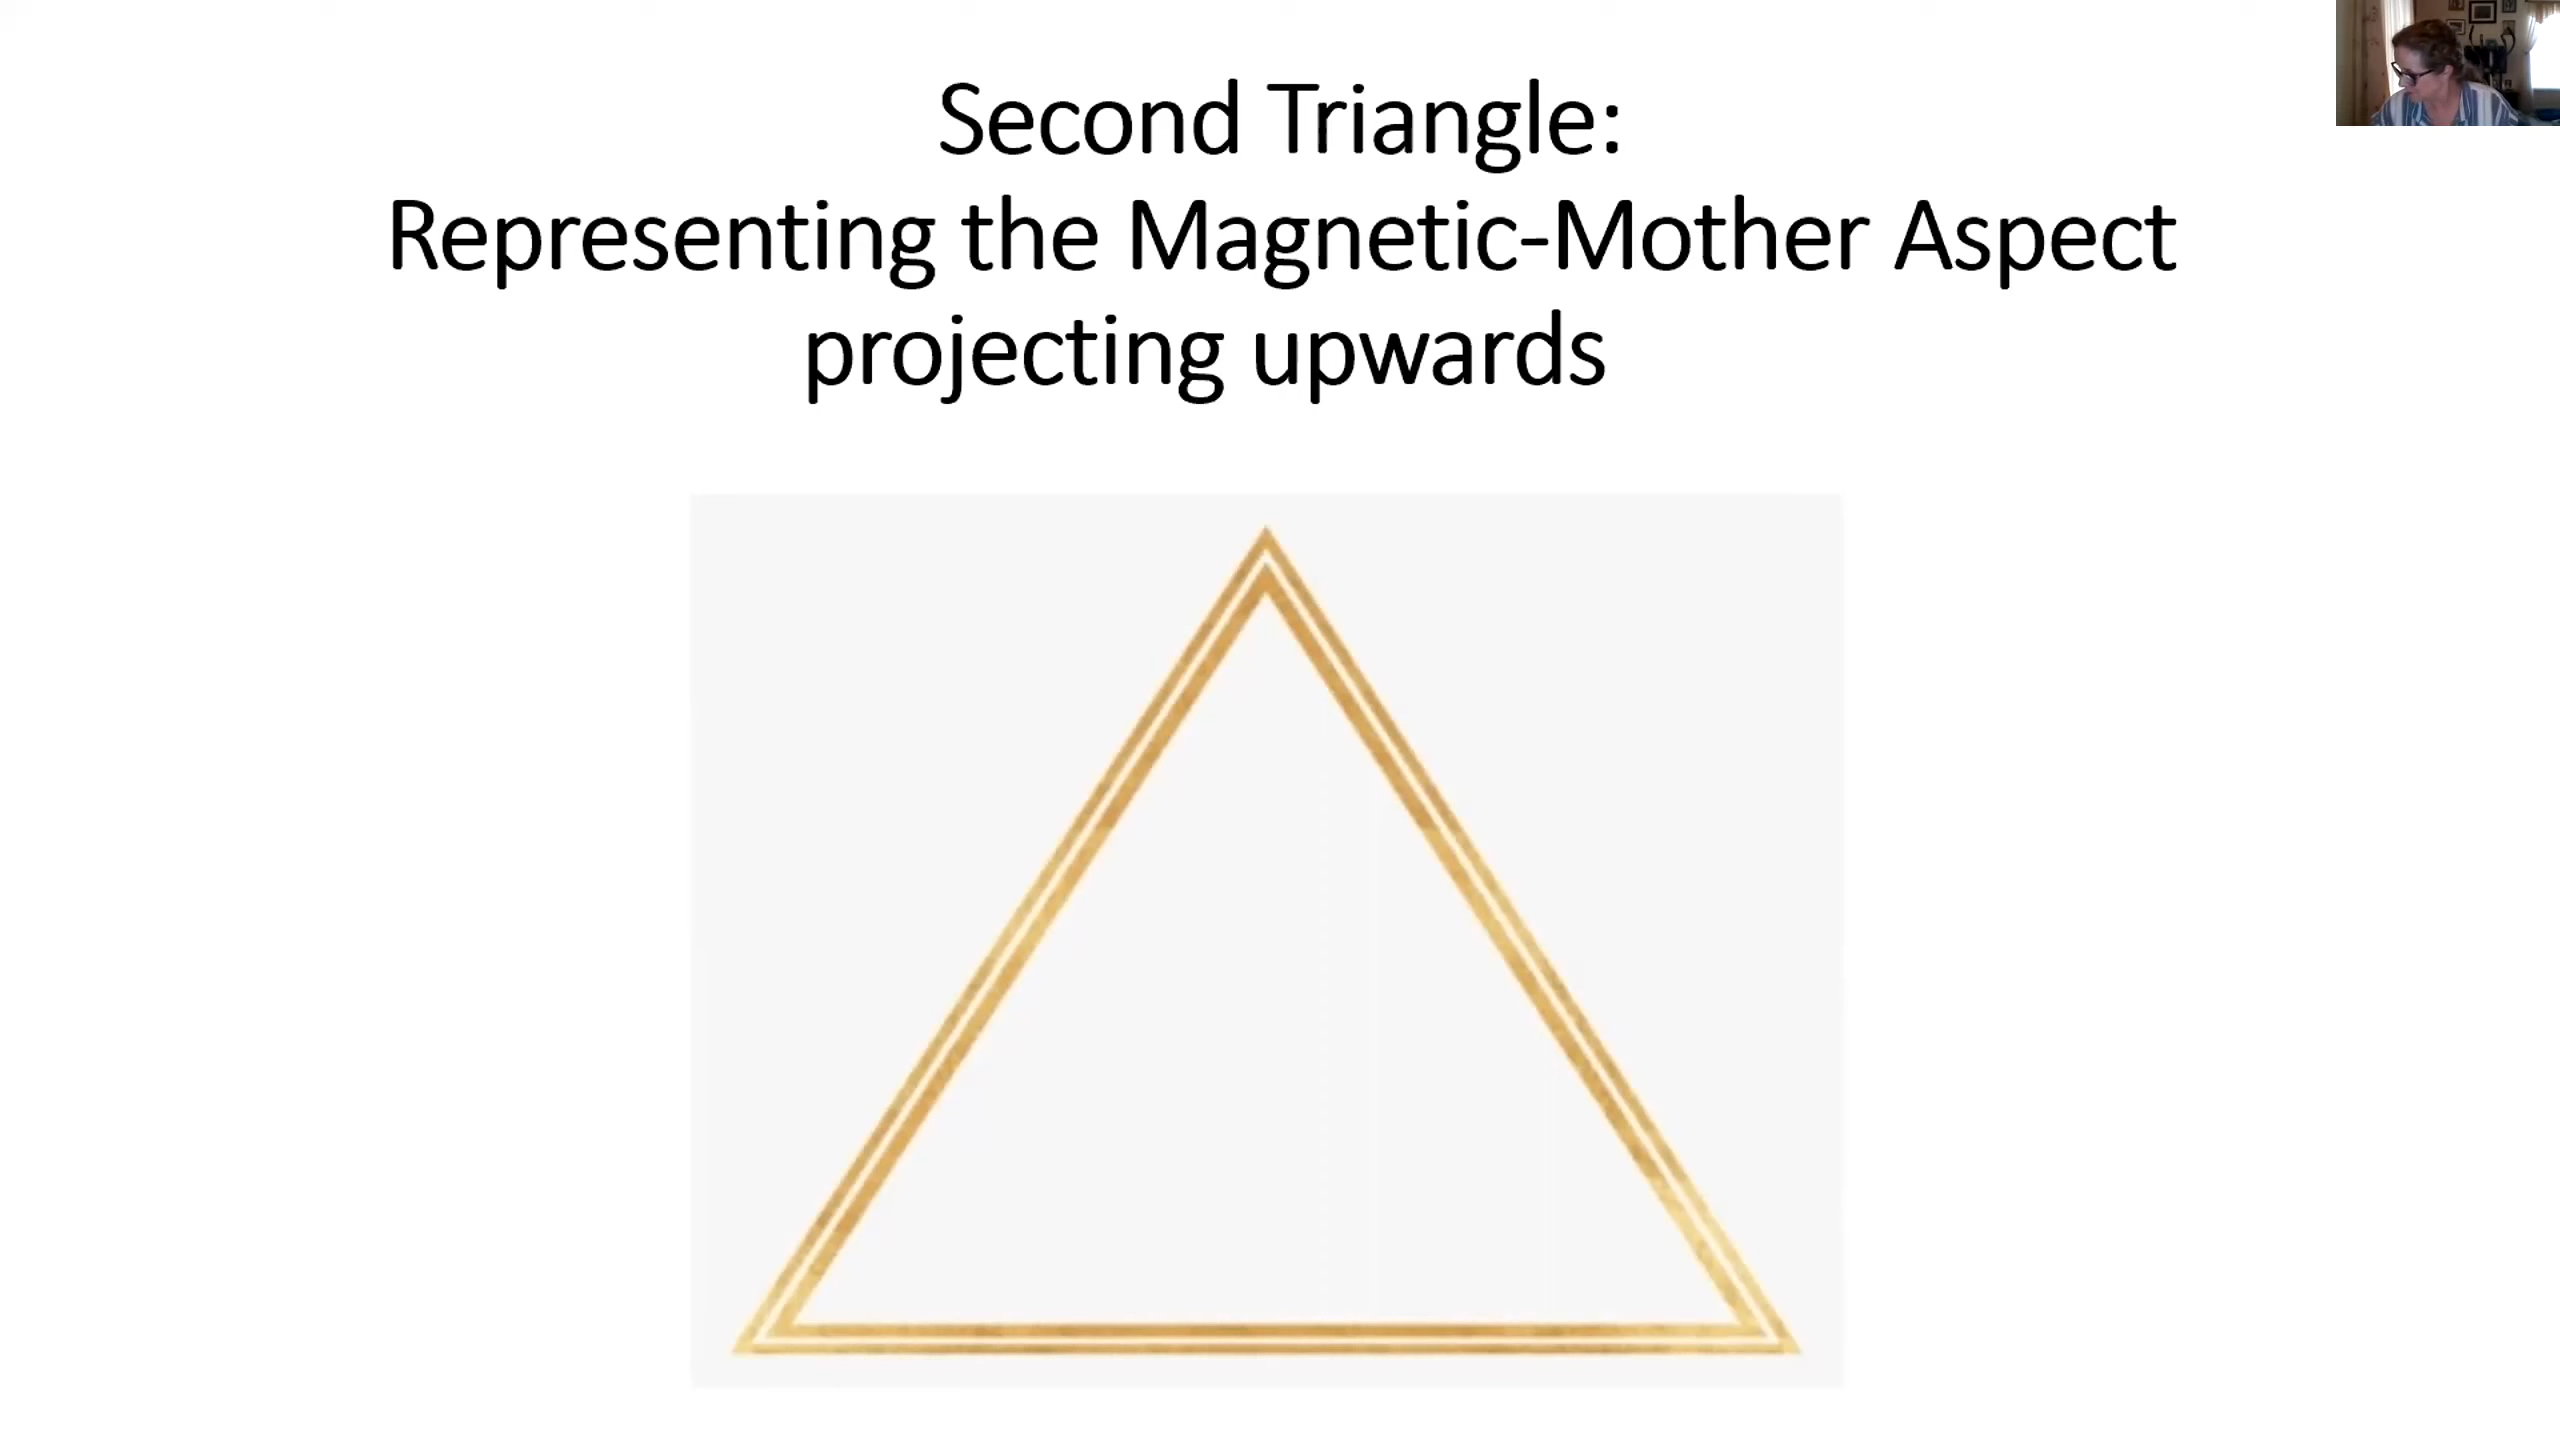 Second Triangle:
Representing the Magnetic-Mother Aspect
projecting upwards